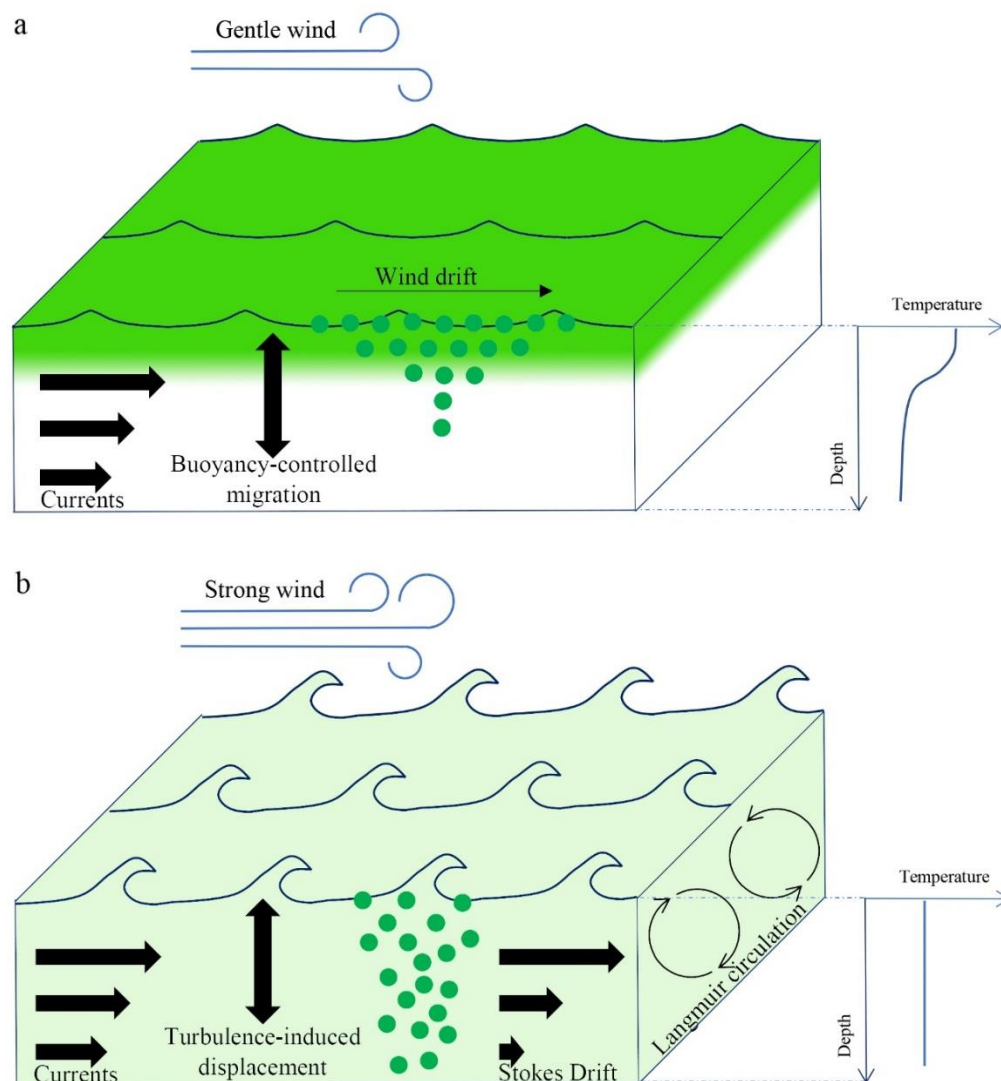 a
Gentle wind
Wind drift
Temperature
Depth
Buoyancy-controlled
migration
Currents
b
Strong wind
Temperature
Langmuir circulation
Depth
Turbulence-induced
displacement
Currents
Stokes Drift